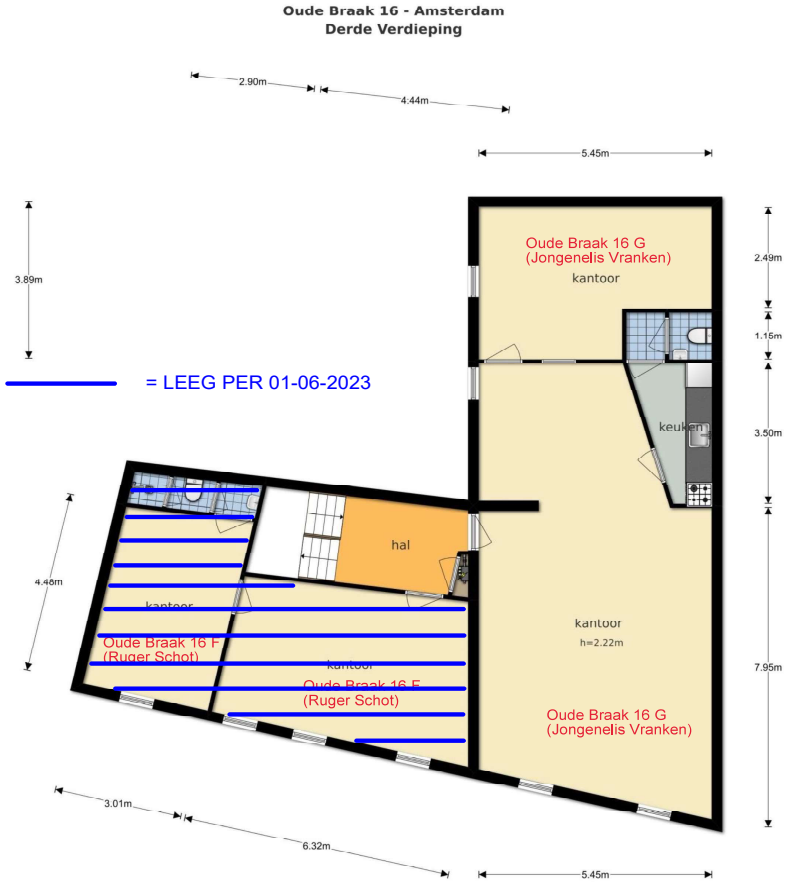 Oude Braak 16 - Amsterdam
Derde Verdieping
2.90m
4.44m
5.45m
3.89m
Oude Braak 16 G
(Jongenelis Vranken)
kantoor
2.49m
1.15m
= LEEG PER 01-06-2023
keuken
3.50m
hal
4.48m
kantoor
Oude Braak 16 F
(Ruger Schot)
kantoor
Oude Braak 16 F
(Ruger Schot)
kantoor
h=2.22m
7.95m
Oude Braak 16 G
(Jongenelis Vranken)
3.01m
6.32m
5.45m